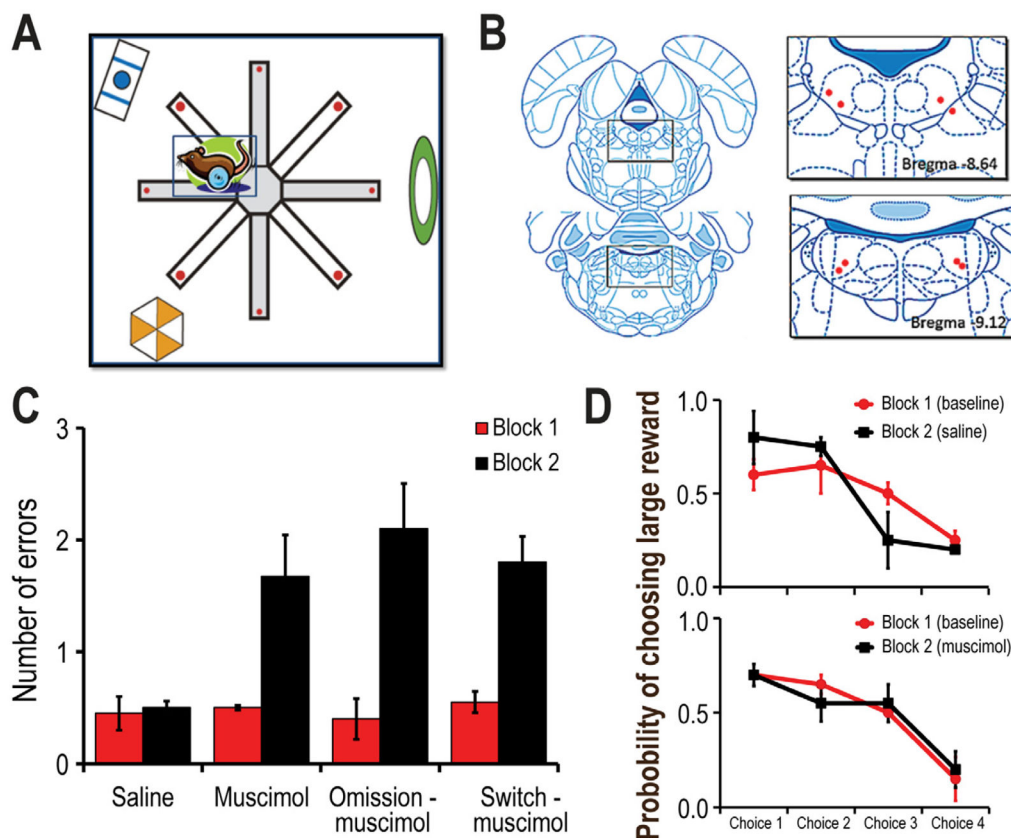 A
B
Bregma -8.64
Bregma -9.12
C
Number of errors
3
2
1
0
Block 1
Block 2
Saline
Muscimol
Omission -
muscimol
Switch -
muscimol
D
Probobility of choosing large reward
1.0
0.5
0.0
Block 1 (baseline)
Block 2 (saline)
1.0
0.5
0.0
Block 1 (baseline)
Block 2 (muscimol)
Choice 1
Choice 2
Choice 3
Choice 4